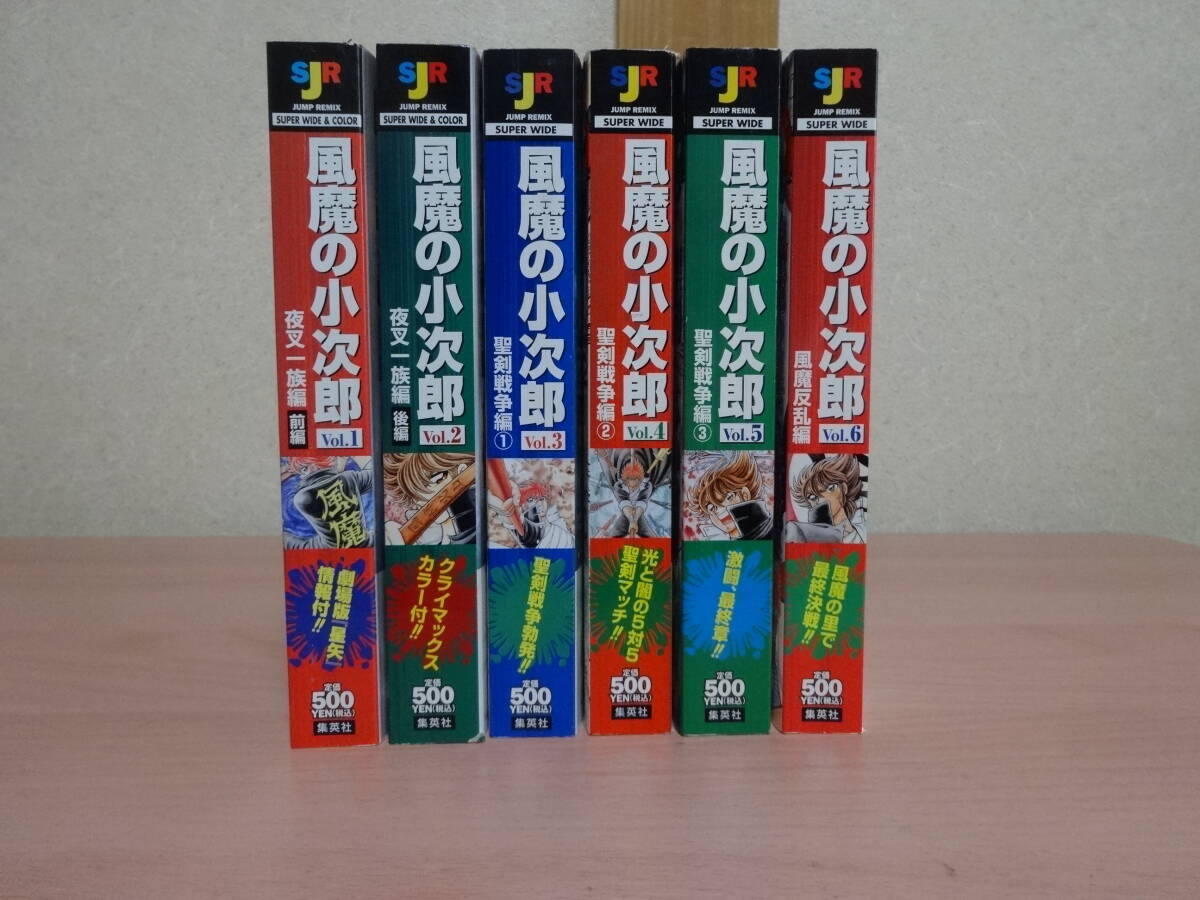 SJR
JUMP REMIX
SUPER WIDE & COLOR
風魔の小次郎
夜叉一族編
前編
Vol.1
風魔
劇場版「星矢」
情報付!!
定価
500
YEN(税込)
集英社
SJR
JUMP REMIX
SUPER WIDE & COLOR
風魔の小次郎
夜叉一族編
後編
Vol.2
クライマックス
カラー付!!
定価
500
YEN(税込)
集英社
SJR
JUMP REMIX
SUPER WIDE
風魔の小次郎
聖剣戦争編①
Vol.3
聖剣戦争勃発!!
定価
500
YEN(税込)
集英社
SJR
JUMP REMIX
SUPER WIDE
風魔の小次郎
聖剣戦争編②
Vol.4
光と闇の5対5
聖剣マッチ!!
定価
500
YEN(税込)
集英社
SJR
JUMP REMIX
SUPER WIDE
風魔の小次郎
聖剣戦争編③
Vol.5
激闘、最終章!!
定価
500
YEN(税込)
集英社
SJR
JUMP REMIX
SUPER WIDE
風魔の小次郎
風魔反乱編
Vol.6
風魔の里で
最終決戦!!
定価
500
YEN(税込)
集英社